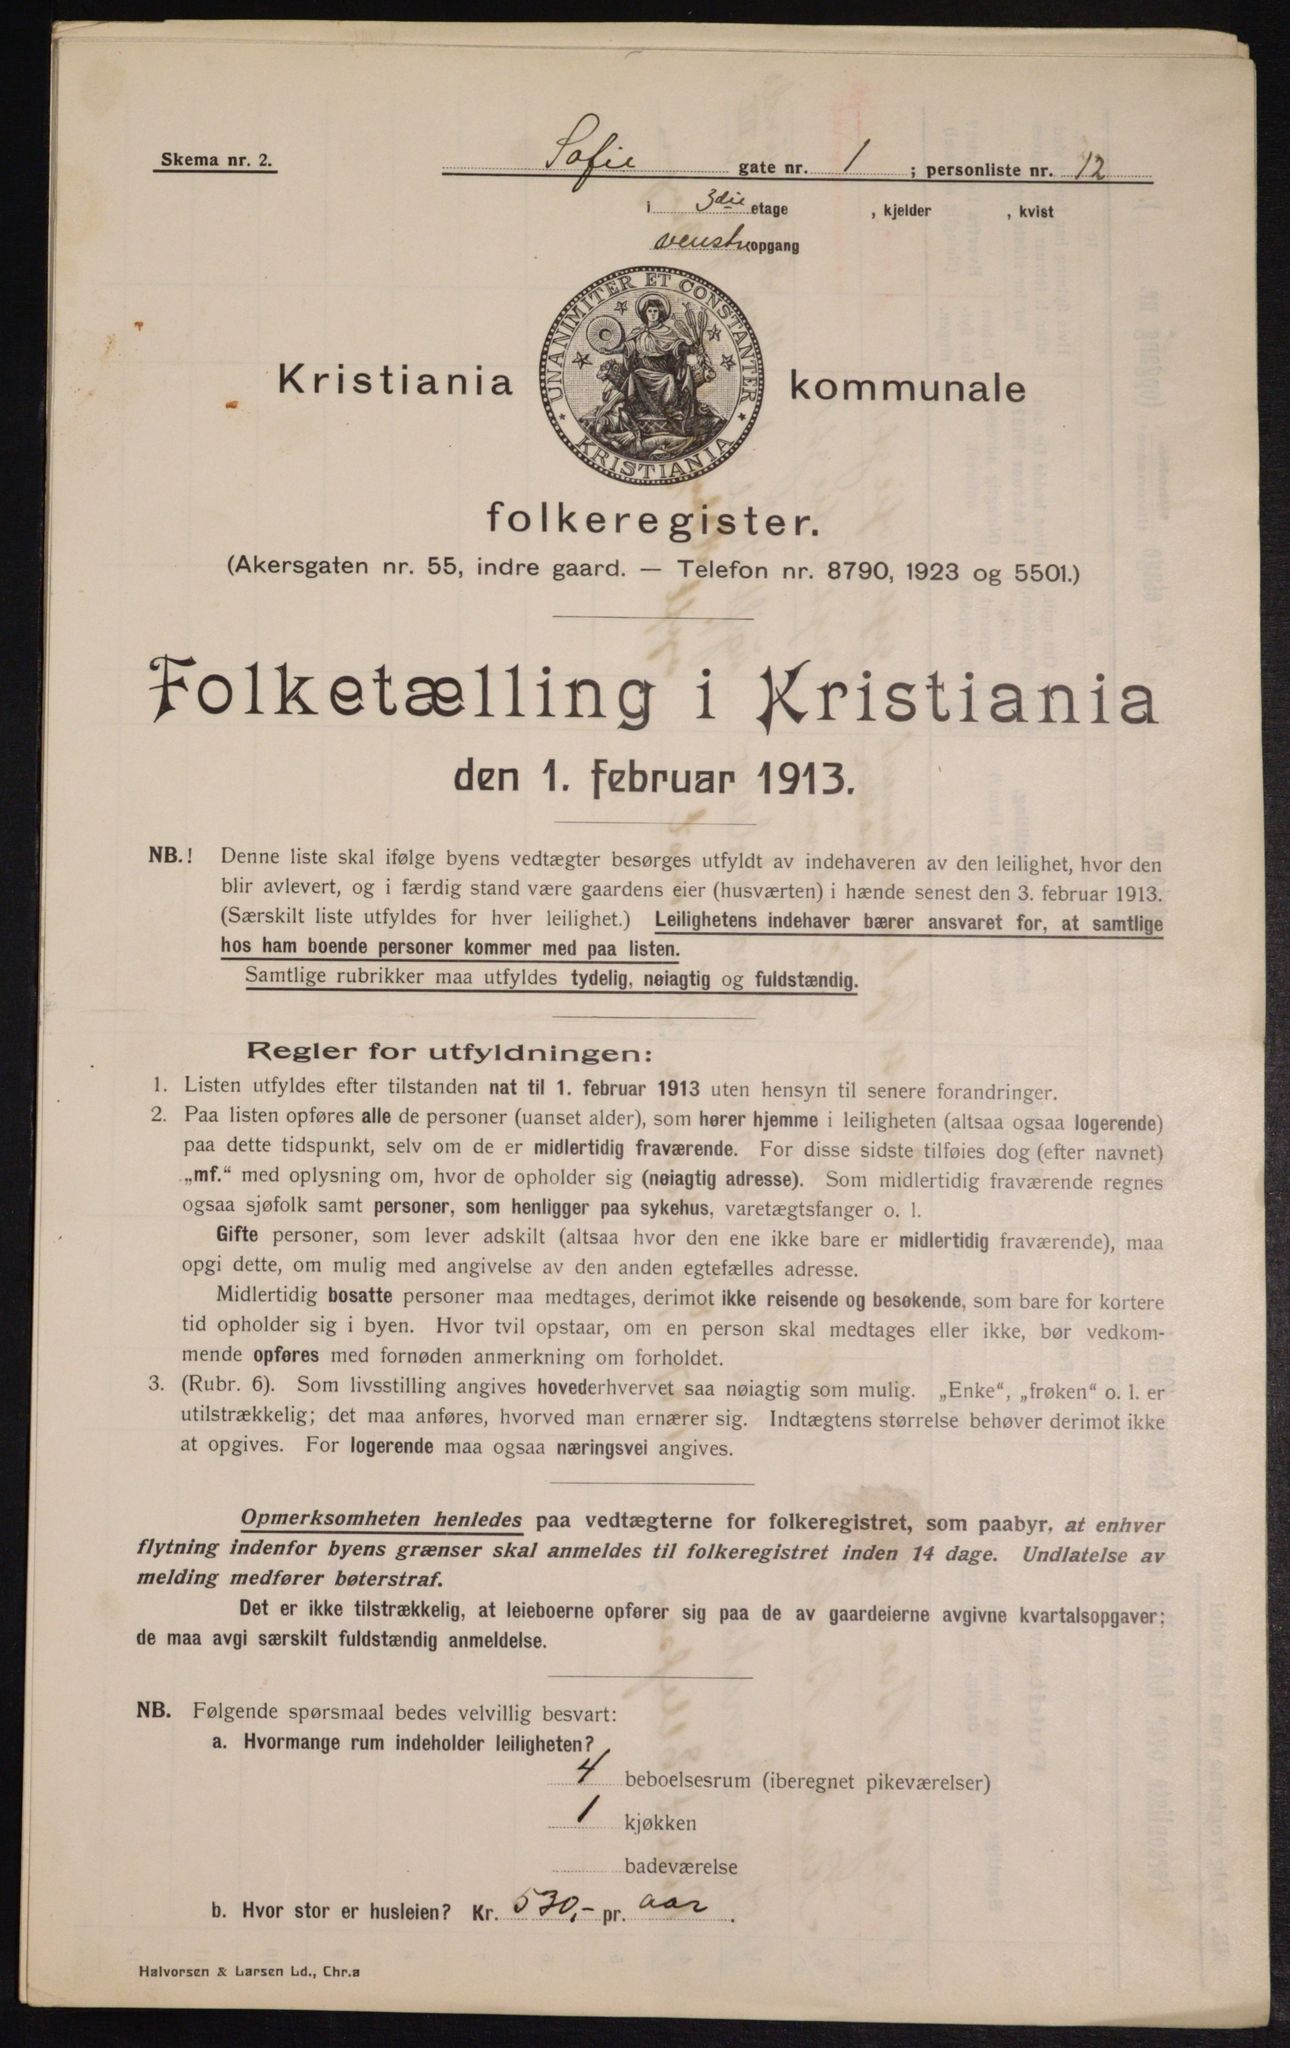 Skema nr. 2.
Sofie gate nr. 1 ; personliste nr. 12
i 3die etage , kjelder , kvist
venstre opgang
UNANIMITER ET CONSTANTER
KRISTIANIA
Kristiania kommunale
folkeregister.
(Akersgaten nr. 55, indre gaard. — Telefon nr. 8790, 1923 og 5501.)
Folketælling i Kristiania
den 1. februar 1913.
NB.! Denne liste skal ifølge byens vedtægter besørges utfyldt av indehaveren av den leilighet, hvor den
blir avlevert, og i færdig stand være gaardens eier (husværten) i hænde senest den 3. februar 1913.
(Særskilt liste utfyldes for hver leilighet.) Leilighetens indehaver bærer ansvaret for, at samtlige
hos ham boende personer kommer med paa listen.
Samtlige rubrikker maa utfyldes tydelig, nøiagtig og fuldstændig.
Regler for utfyldningen:
1. Listen utfyldes efter tilstanden nat til 1. februar 1913 uten hensyn til senere forandringer.
2. Paa listen opføres alle de personer (uanset alder), som hører hjemme i leiligheten (altsaa ogsaa logerende)
paa dette tidspunkt, selv om de er midlertidig fraværende. For disse sidste tilføies dog (efter navnet)
„mf.“ med oplysning om, hvor de opholder sig (nøiagtig adresse). Som midlertidig fraværende regnes
ogsaa sjøfolk samt personer, som henligger paa sykehus, varetægtsfanger o. l.
Gifte personer, som lever adskilt (altsaa hvor den ene ikke bare er midlertidig fraværende), maa
opgi dette, om mulig med angivelse av den anden egtefælles adresse.
Midlertidig bosatte personer maa medtages, derimot ikke reisende og besøkende, som bare for kortere
tid opholder sig i byen. Hvor tvil opstaar, om en person skal medtages eller ikke, bør vedkom-
mende opføres med fornøden anmerkning om forholdet.
3. (Rubr. 6). Som livsstilling angives hovederhvervet saa nøiagtig som mulig. „Enke“, „frøken“ o. l. er
utilstrækkelig; det maa anføres, hvorved man ernærer sig. Indtægtens størrelse behøver derimot ikke
at opgives. For logerende maa ogsaa næringsvei angives.
Opmerksomheten henledes paa vedtægterne for folkeregistret, som paabyr, at enhver
flytning indenfor byens grænser skal anmeldes til folkeregistret inden 14 dage. Undlatelse av
melding medfører bøterstraf.
Det er ikke tilstrækkelig, at leieboerne opfører sig paa de av gaardeierne avgivne kvartalsopgaver;
de maa avgi særskilt fuldstændig anmeldelse.
NB. Følgende spørsmaal bedes velvillig besvart:
a. Hvormange rum indeholder leiligheten?
4 beboelsesrum (iberegnet pikeværelser)
1 kjøkken
badeværelse
b. Hvor stor er husleien? Kr. 530,- pr. aar.
Halvorsen & Larsen Ld., Chr.a